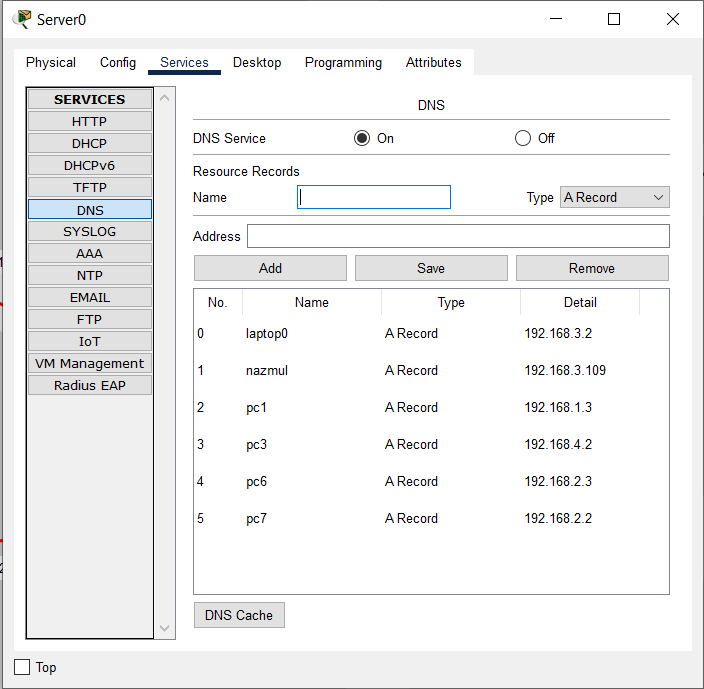 Server0
Physical Config Services Desktop Programming Attributes
SERVICES
HTTP
DHCP
DHCPv6
TFTP
DNS
SYSLOG
AAA
NTP
EMAIL
FTP
IoT
VM Management
Radius EAP
DNS
DNS Service On Off
Resource Records
Name Type A Record
Address
Add Save Remove
No. Name Type Detail
0 laptop0 A Record 192.168.3.2
1 nazmul A Record 192.168.3.109
2 pc1 A Record 192.168.1.3
3 pc3 A Record 192.168.4.2
4 pc6 A Record 192.168.2.3
5 pc7 A Record 192.168.2.2
DNS Cache
Top